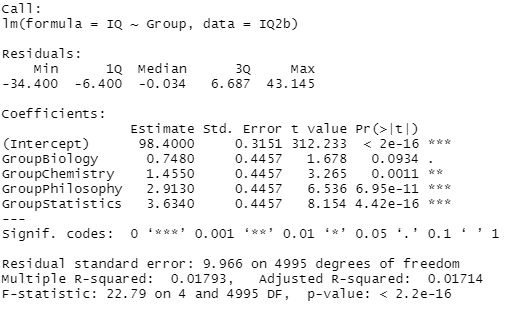 Call:
lm(formula = IQ ~ Group, data = IQ2b)
Residuals:
Min 1Q Median 3Q Max
-34.400 -6.400 -0.034 6.687 43.145
Coefficients:
Estimate Std. Error t value Pr(>|t|)
(Intercept) 98.4000 0.3151 312.233 < 2e-16 ***
GroupBiology 0.7480 0.4457 1.678 0.0934 .
GroupChemistry 1.4550 0.4457 3.265 0.0011 **
GroupPhilosophy 2.9130 0.4457 6.536 6.95e-11 ***
GroupStatistics 3.6340 0.4457 8.154 4.42e-16 ***
---
Signif. codes: 0 ‘***’ 0.001 ‘**’ 0.01 ‘*’ 0.05 ‘.’ 0.1 ‘ ’ 1
Residual standard error: 9.966 on 4995 degrees of freedom
Multiple R-squared: 0.01793, Adjusted R-squared: 0.01714
F-statistic: 22.79 on 4 and 4995 DF, p-value: < 2.2e-16